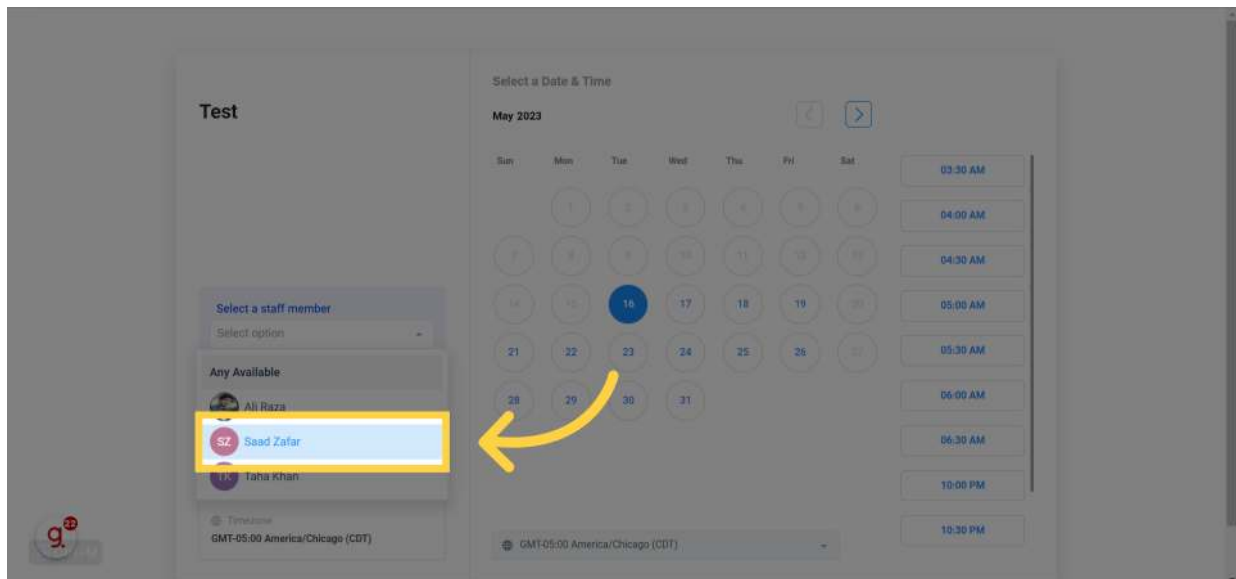 Test
Select a staff member
Select option
Any Available
Ali Raza
SZ Saad Zafar
TK Taha Khan
Timezone
GMT-05:00 America/Chicago (CDT)
Select a Date & Time
May 2023
Sun Mon Tue Wed Thu Fri Sat
1 2 3 4 5 6
7 8 9 10 11 12 13
14 15 16 17 18 19 20
21 22 23 24 25 26 27
28 29 30 31
GMT-05:00 America/Chicago (CDT)
03:30 AM
04:00 AM
04:30 AM
05:00 AM
05:30 AM
06:00 AM
06:30 AM
10:00 PM
10:30 PM
g.
22